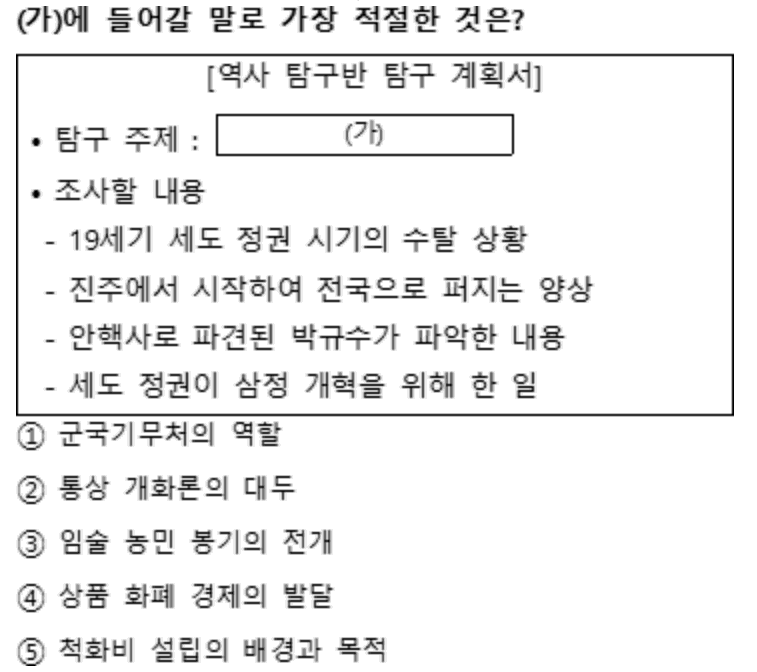 (가)에 들어갈 말로 가장 적절한 것은?
[역사 탐구반 탐구 계획서]
• 탐구 주제 : (가)
• 조사할 내용
- 19세기 세도 정권 시기의 수탈 상황
- 진주에서 시작하여 전국으로 퍼지는 양상
- 안핵사로 파견된 박규수가 파악한 내용
- 세도 정권이 삼정 개혁을 위해 한 일
① 군국기무처의 역할
② 통상 개화론의 대두
③ 임술 농민 봉기의 전개
④ 상품 화폐 경제의 발달
⑤ 척화비 설립의 배경과 목적